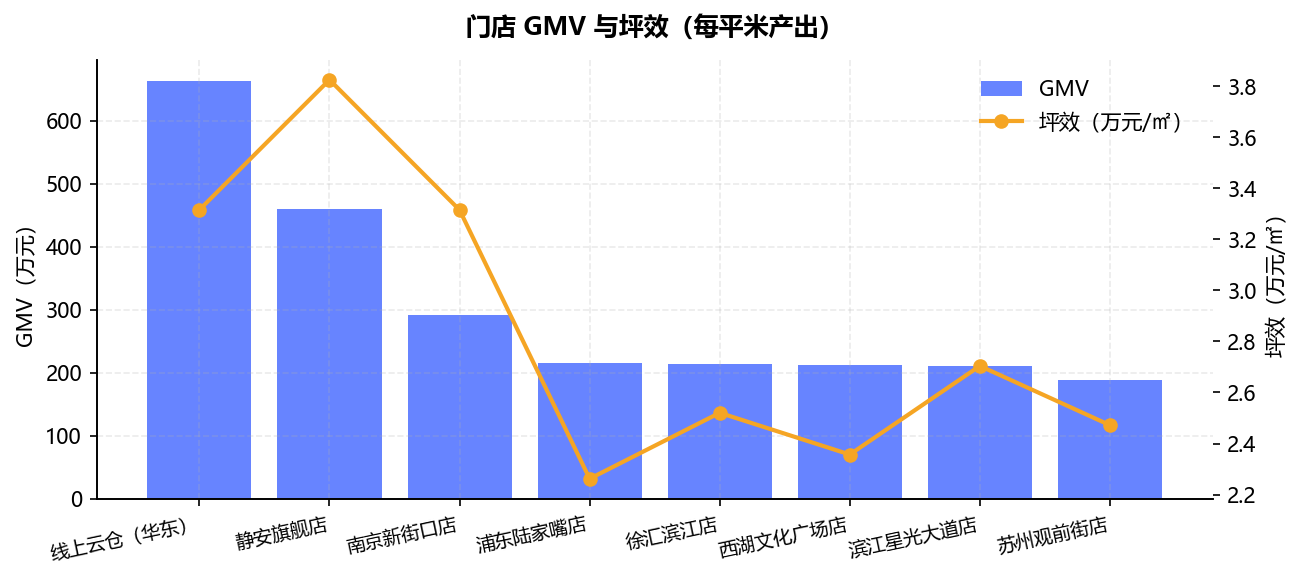 门店 GMV 与坪效（每平米产出）
GMV
坪效（万元/㎡）
GMV（万元）
600
500
400
300
200
100
0
坪效（万元/㎡）
3.8
3.6
3.4
3.2
3.0
2.8
2.6
2.4
2.2
线上云仓（华东）
静安旗舰店
南京新街口店
浦东陆家嘴店
徐汇滨江店
西湖文化广场店
滨江星光大道店
苏州观前街店